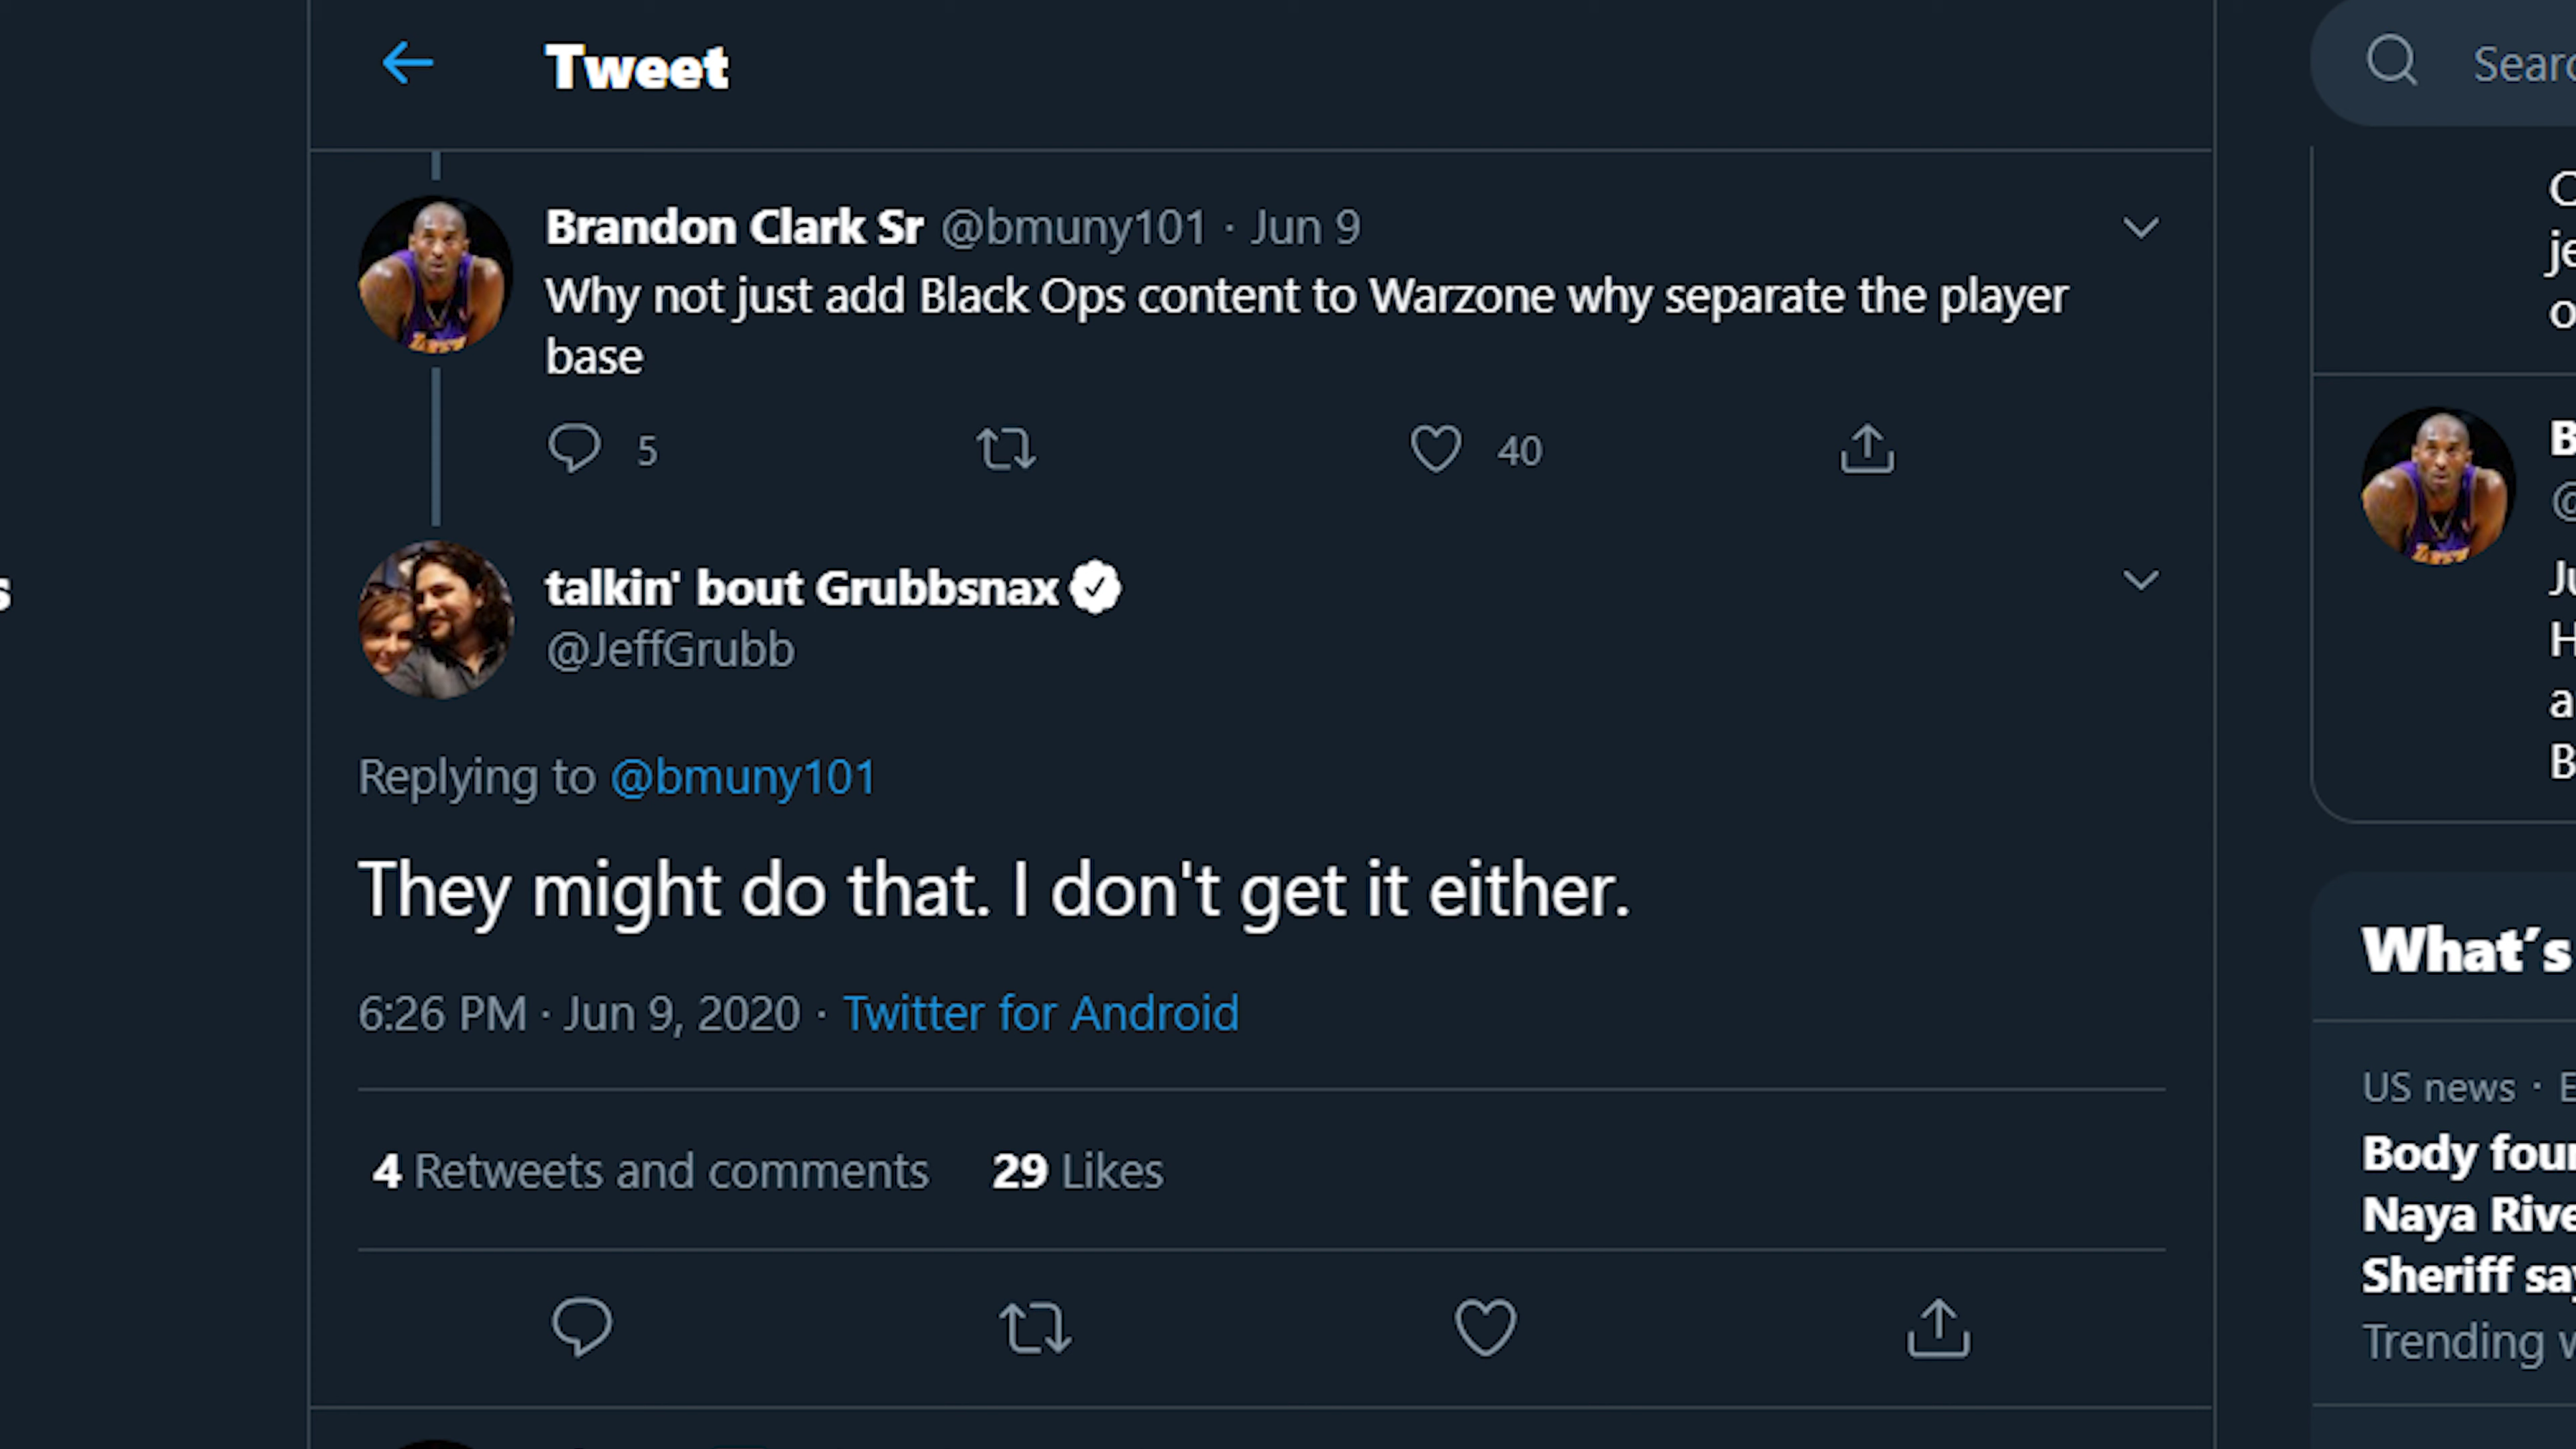 Tweet
Brandon Clark Sr @bmuny101 · Jun 9
Why not just add Black Ops content to Warzone why separate the player
base
5
40
talkin' bout Grubbsnax
@JeffGrubb
Replying to @bmuny101
They might do that. I don't get it either.
6:26 PM · Jun 9, 2020 · Twitter for Android
4 Retweets and comments 29 Likes
What's
US news ·
Body
Naya
Sheriff
Trending